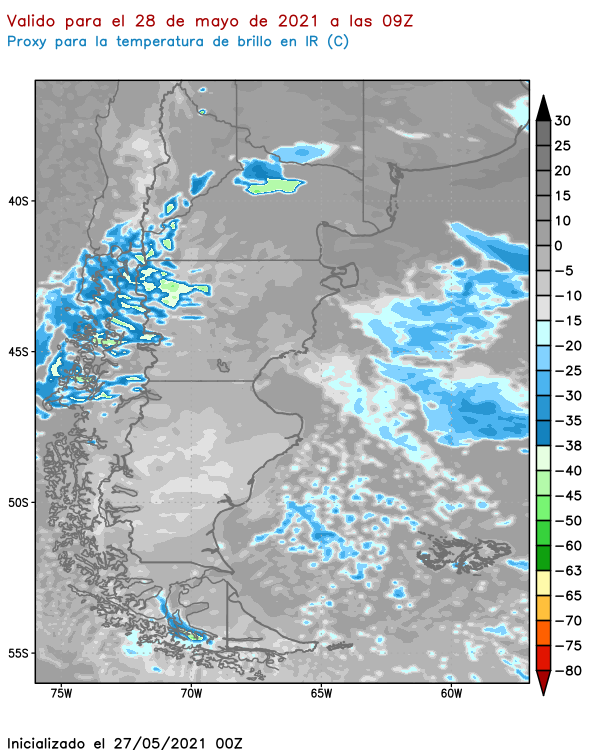 Valido para el 28 de mayo de 2021 a las 09Z
Proxy para la temperatura de brillo en IR (C)
30
25
20
15
10
0
−5
−10
−15
−20
−25
−30
−35
−38
−40
−45
−50
−60
−63
−65
−70
−75
−80
40S
45S
50S
55S
75W
70W
65W
60W
Inicializado el 27/05/2021 00Z